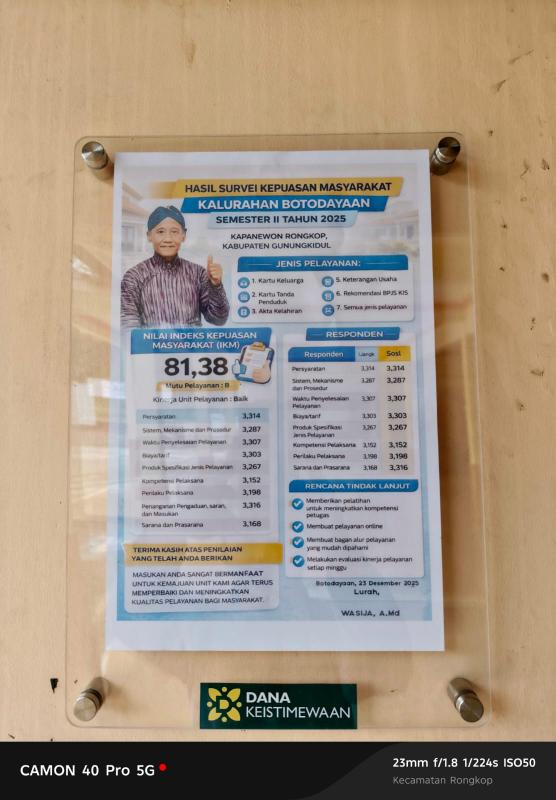 HASIL SURVEI KEPUASAN MASYARAKAT
KALURAHAN BOTODAYAAN
SEMESTER II TAHUN 2025
KAPANEWON RONGKOP,
KABUPATEN GUNUNGKIDUL
JENIS PELAYANAN:
1. Kartu Keluarga
2. Kartu Tanda
Penduduk
3. Akta Kelahiran
5. Keterangan Usaha
6. Rekomendasi BPJS KIS
7. Semua jenis pelayanan
NILAI INDEKS KEPUASAN
MASYARAKAT (IKM)
81,38
Mutu Pelayanan : B
Kinerja Unit Pelayanan : Baik
Persyaratan 3,314
Sistem, Mekanisme dan Prosedur 3,287
Waktu Penyelesaian Pelayanan 3,307
Biaya/tarif 3,303
Produk Spesifikasi Jenis Pelayanan 3,267
Kompetensi Pelaksana 3,152
Perilaku Pelaksana 3,198
Penanganan Pengaduan, saran, 3,316
dan Masukan
Sarana dan Prasarana 3,168
TERIMA KASIH ATAS PENILAIAN
YANG TELAH ANDA BERIKAN
MASUKAN ANDA SANGAT BERMANFAAT
UNTUK KEMAJUAN UNIT KAMI AGAR TERUS
MEMPERBAIKI DAN MENINGKATKAN
KUALITAS PELAYANAN BAGI MASYARAKAT.
RESPONDEN
Responden Sosl
Persyaratan 3,314 3,314
Sistem, Mekanisme 3,287 3,287
dan Prosedur
Waktu Penyelesaian 3,307 3,307
Pelayanan
Biaya/tarif 3,303 3,303
Produk Spesifikasi 3,267 3,267
Jenis Pelayanan
Kompetensi Pelaksana 3,152 3,152
Perilaku Pelaksana 3,198 3,198
Sarana dan Prasarana 3,168 3,316
RENCANA TINDAK LANJUT
Memberikan pelatihan
untuk meningkatkan kompetensi
petugas
Membuat pelayanan online
Membuat bagan alur pelayanan
yang mudah dipahami
Melakukan evaluasi kinerja pelayanan
setiap minggu
Botodayaan, 23 Desember 2025
Lurah,
WASIJA, A.Md
DANA
KEISTIMEWAAN
CAMON 40 Pro 5G
23mm f/1.8 1/224s ISO50
Kecamatan Rongkop